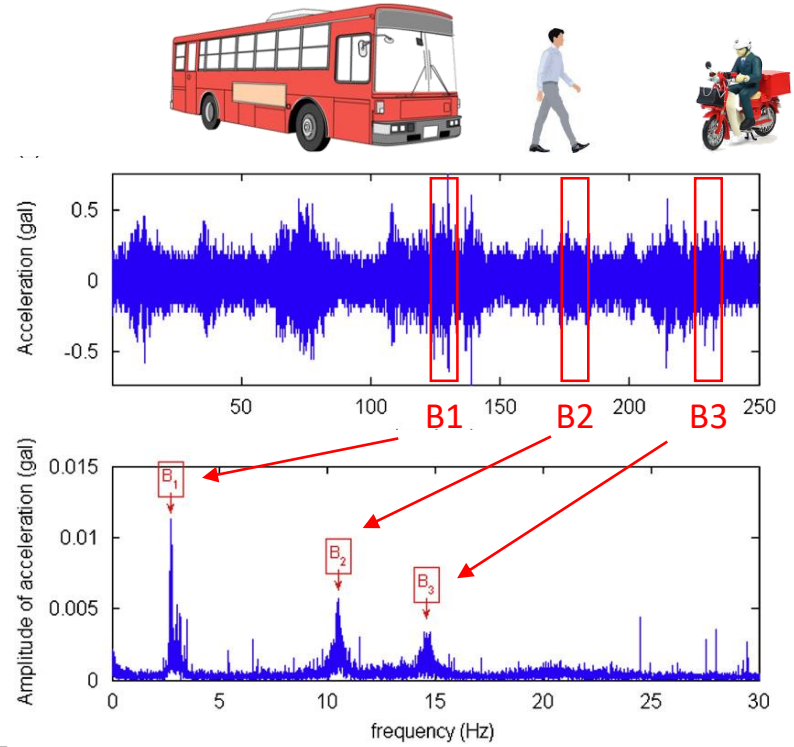 Acceleration (gal)
0.5
0
-0.5
50
100
150
200
250
B1
B2
B3
Amplitude of acceleration (gal)
0.015
0.01
0.005
0
B1
B2
B3
0
5
10
15
20
25
30
frequency (Hz)